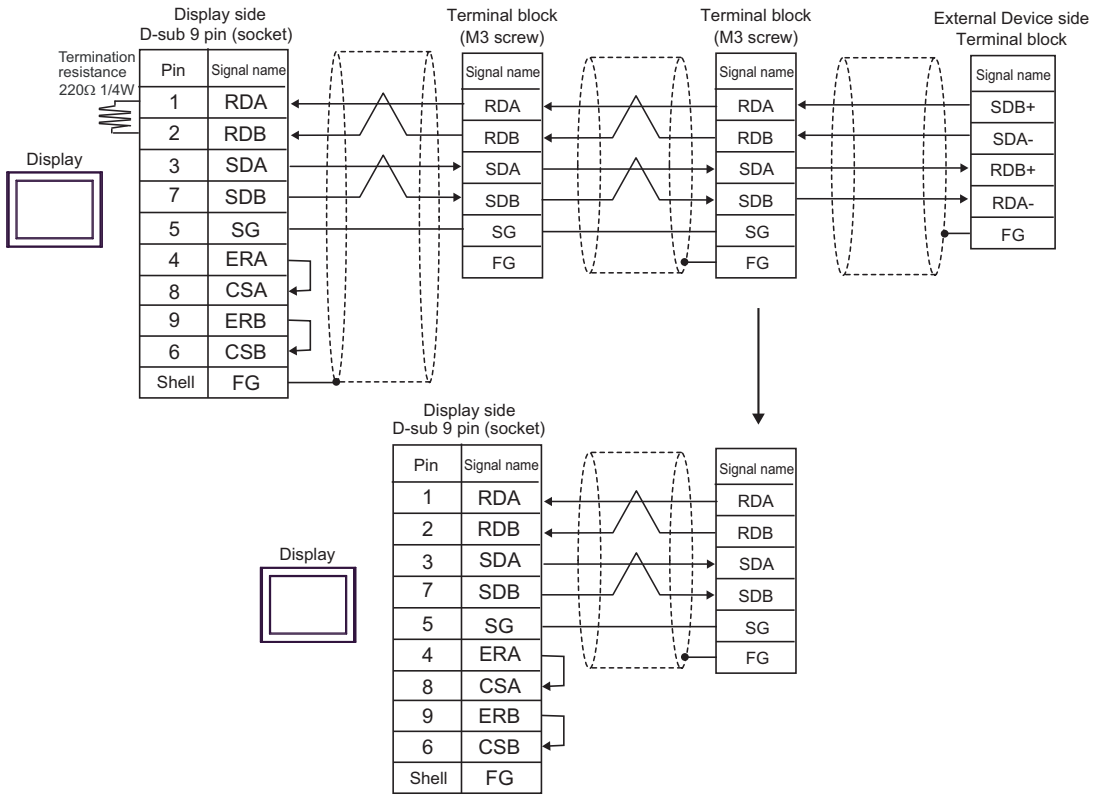 Display side
D-sub 9 pin (socket)
Terminal block
(M3 screw)
Terminal block
(M3 screw)
External Device side
Terminal block
Termination
resistance
220Ω 1/4W
Display
Pin Signal name
1 RDA
2 RDB
3 SDA
7 SDB
5 SG
4 ERA
8 CSA
9 ERB
6 CSB
Shell FG
Signal name
RDA
RDB
SDA
SDB
SG
FG
Signal name
RDA
RDB
SDA
SDB
SG
FG
Signal name
SDB+
SDA-
RDB+
RDA-
FG
Display side
D-sub 9 pin (socket)
Display
Pin Signal name
1 RDA
2 RDB
3 SDA
7 SDB
5 SG
4 ERA
8 CSA
9 ERB
6 CSB
Shell FG
Signal name
RDA
RDB
SDA
SDB
SG
FG